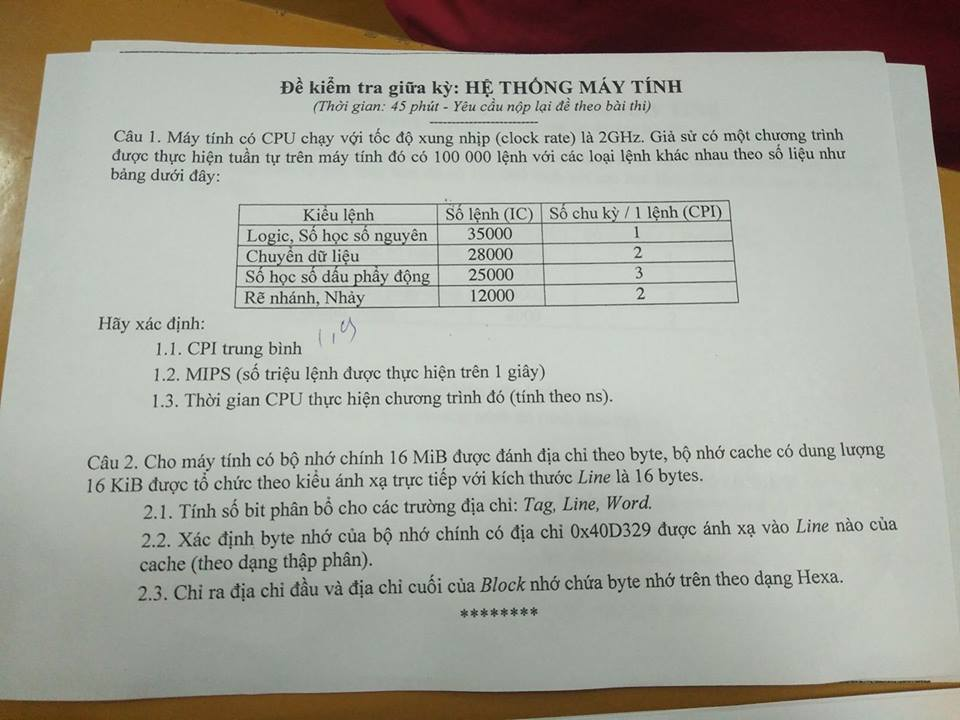 Đề kiểm tra giữa kỳ: HỆ THỐNG MÁY TÍNH
(Thời gian: 45 phút - Yêu cầu nộp lại đề theo bài thi)
Câu 1. Máy tính có CPU chạy với tốc độ xung nhịp (clock rate) là 2GHz. Giả sử có một chương trình
được thực hiện tuần tự trên máy tính đó có 100 000 lệnh với các loại lệnh khác nhau theo số liệu như
bảng dưới đây:
Kiểu lệnh Số lệnh (IC) Số chu kỳ / 1 lệnh (CPI)
Logic, Số học số nguyên 35000 1
Chuyển dữ liệu 28000 2
Số học số dấu phẩy động 25000 3
Rẽ nhánh, Nhảy 12000 2
Hãy xác định:
1.1. CPI trung bình 1,9
1.2. MIPS (số triệu lệnh được thực hiện trên 1 giây)
1.3. Thời gian CPU thực hiện chương trình đó (tính theo ns).
Câu 2. Cho máy tính có bộ nhớ chính 16 MiB được đánh địa chỉ theo byte, bộ nhớ cache có dung lượng
16 KiB được tổ chức theo kiểu ánh xạ trực tiếp với kích thước Line là 16 bytes.
2.1. Tính số bit phân bổ cho các trường địa chỉ: Tag, Line, Word.
2.2. Xác định byte nhớ của bộ nhớ chính có địa chỉ 0x40D329 được ánh xạ vào Line nào của
cache (theo dạng thập phân).
2.3. Chỉ ra địa chỉ đầu và địa chỉ cuối của Block nhớ chứa byte nhớ trên theo dạng Hexa.
********